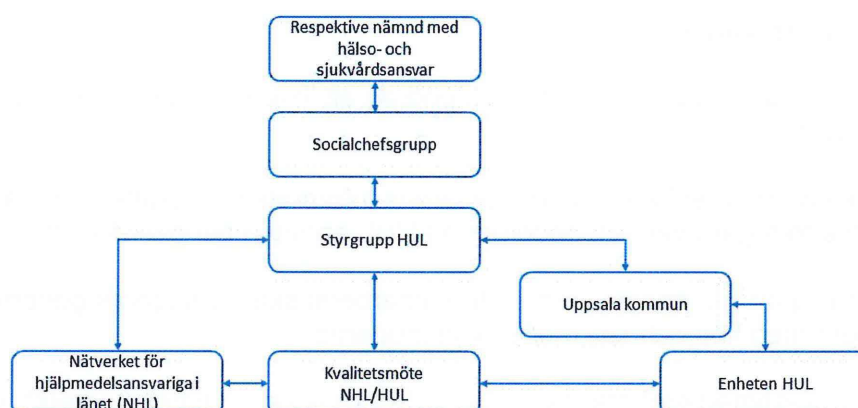 Respektive nämnd med
hälso- och
sjukvårdsansvar
Socialchefsgrupp
Styrgrupp HUL
Uppsala kommun
Nätverket för
hjälpmedelsansvariga i
länet (NHL)
Kvalitetsmöte
NHL/HUL
Enheten HUL